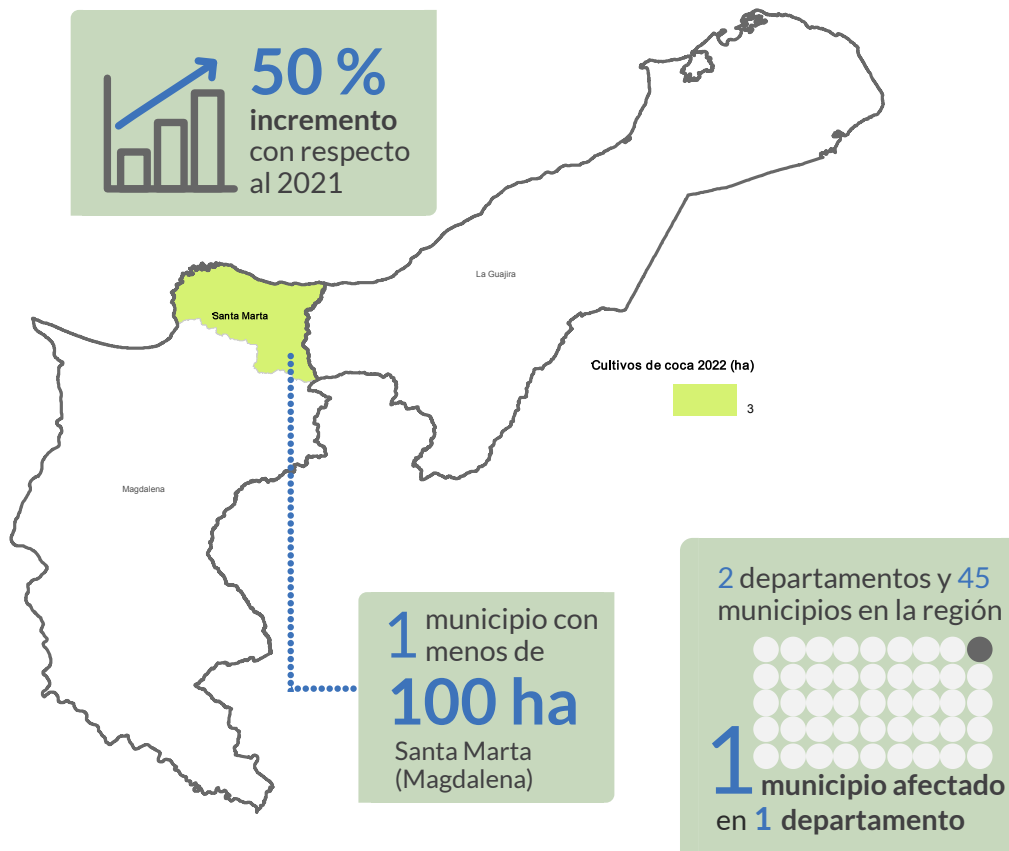 50 %
incremento
con respecto
al 2021
La Guajira
Santa Marta
Cultivos de coca 2022 (ha)
3
Magdalena
1 municipio con
menos de
100 ha
Santa Marta
(Magdalena)
2 departamentos y 45
municipios en la región
1 municipio afectado
en 1 departamento